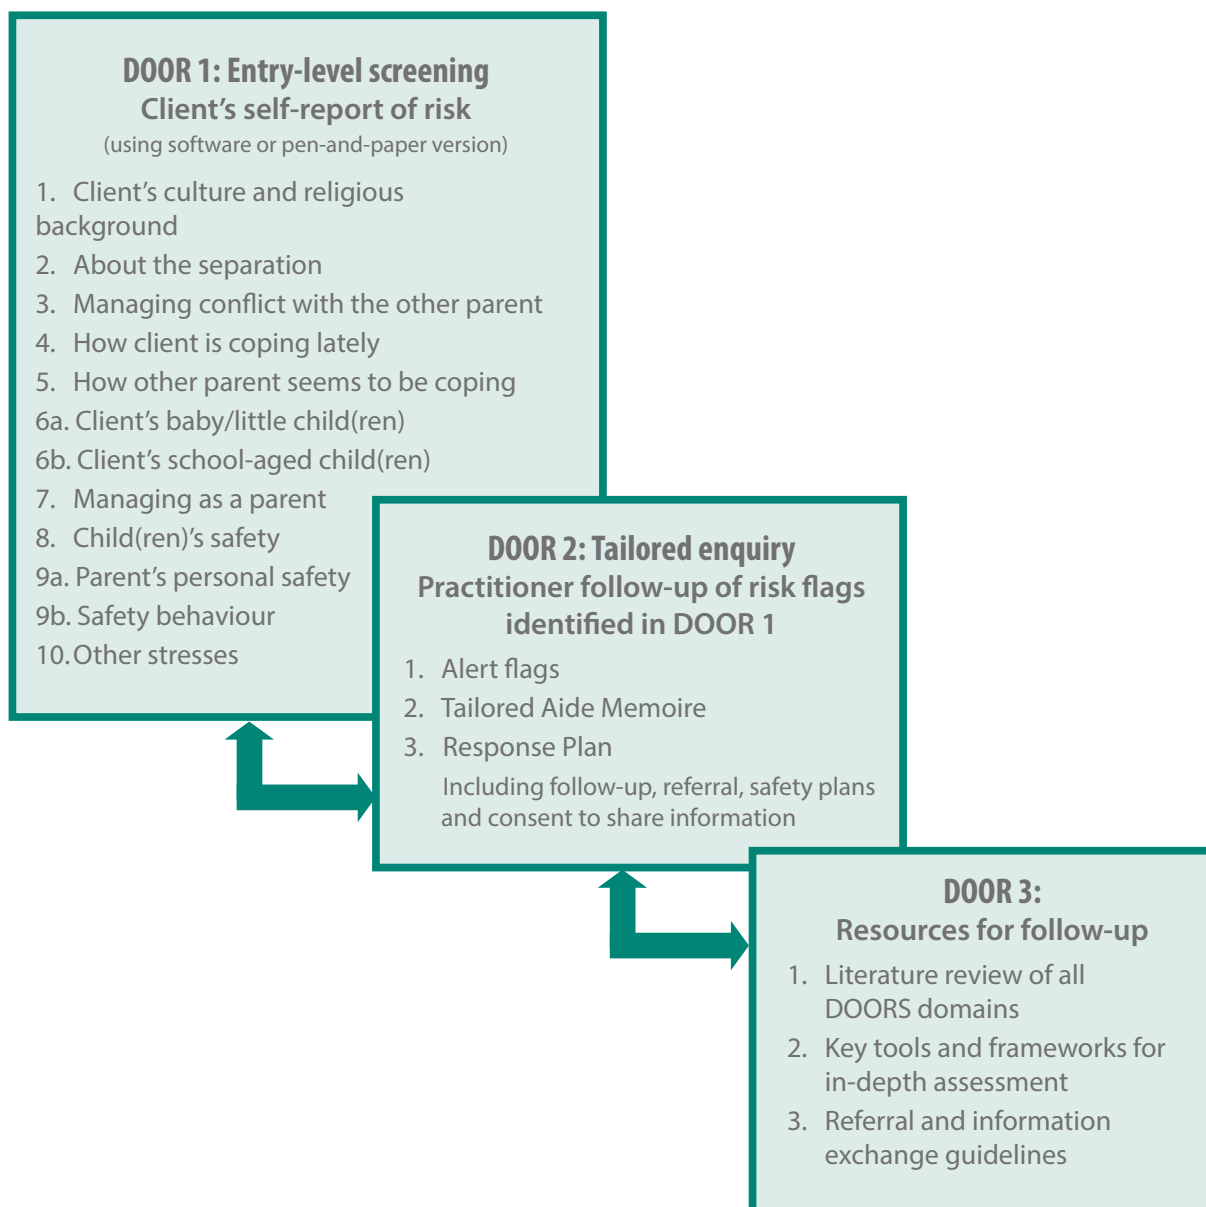 DOOR 1: Entry-level screening
Client’s self-report of risk
(using software or pen-and-paper version)
1. Client’s culture and religious
background
2. About the separation
3. Managing conflict with the other parent
4. How client is coping lately
5. How other parent seems to be coping
6a. Client’s baby/little child(ren)
6b. Client’s school-aged child(ren)
7. Managing as a parent
8. Child(ren)’s safety
9a. Parent’s personal safety
9b. Safety behaviour
10. Other stresses
DOOR 2: Tailored enquiry
Practitioner follow-up of risk flags
identified in DOOR 1
1. Alert flags
2. Tailored Aide Memoire
3. Response Plan
Including follow-up, referral, safety plans
and consent to share information
DOOR 3:
Resources for follow-up
1. Literature review of all
DOORS domains
2. Key tools and frameworks for
in-depth assessment
3. Referral and information
exchange guidelines